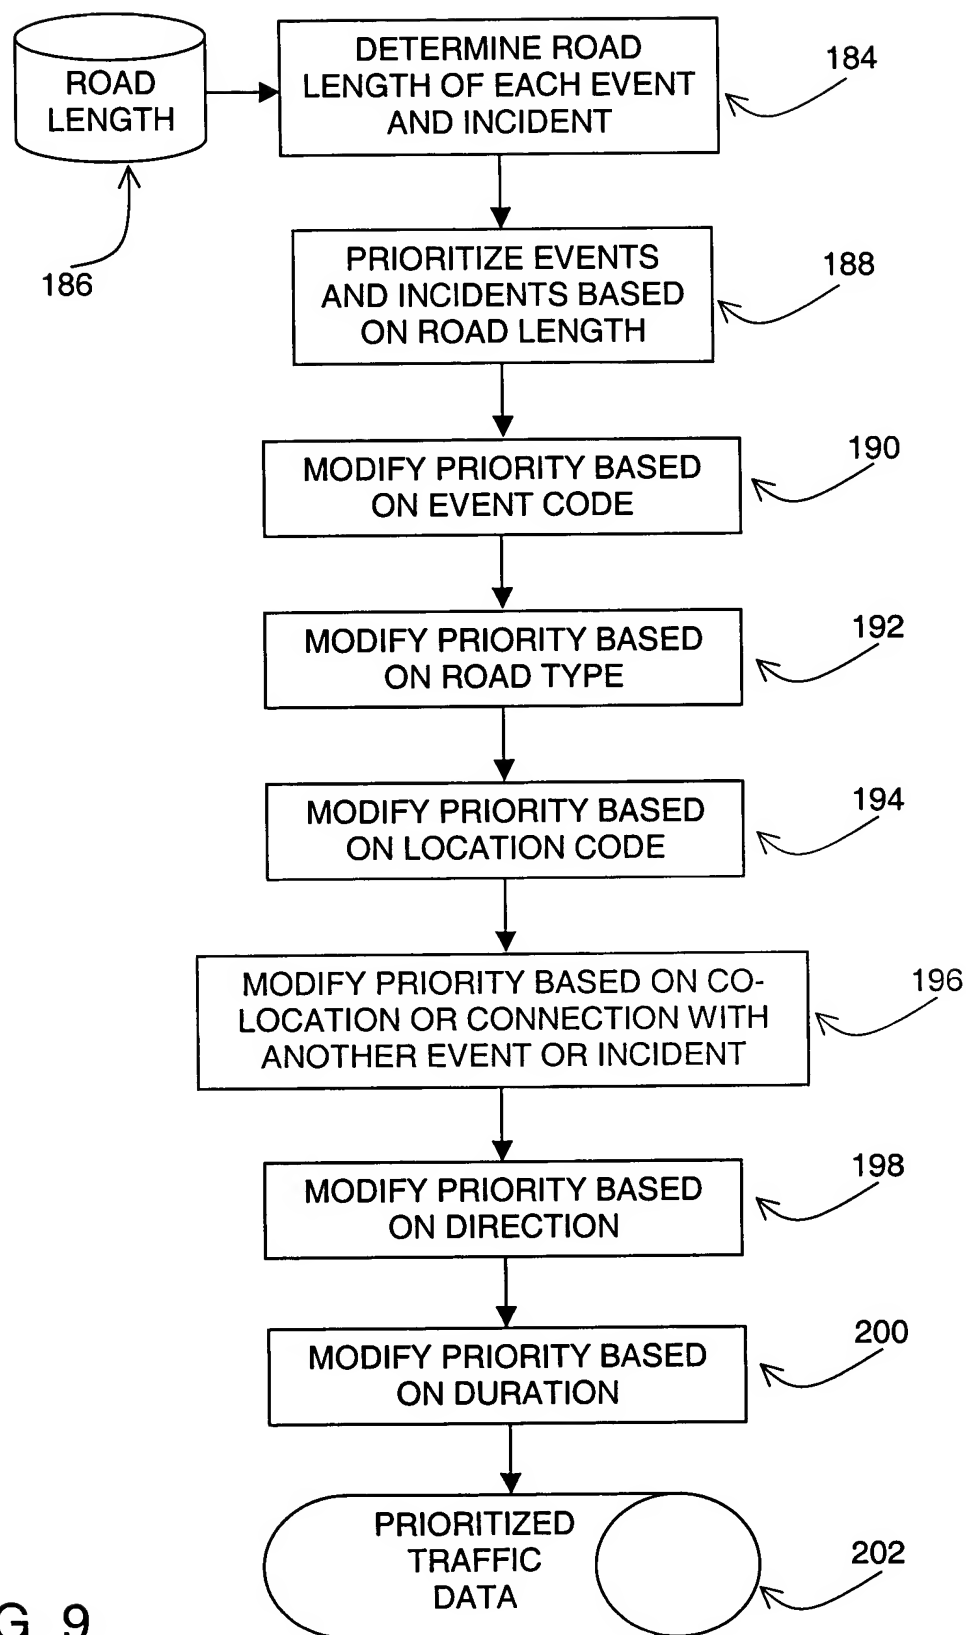 ROAD
LENGTH
DETERMINE ROAD
LENGTH OF EACH EVENT
AND INCIDENT
184
186
PRIORITIZE EVENTS
AND INCIDENTS BASED
ON ROAD LENGTH
188
MODIFY PRIORITY BASED
ON EVENT CODE
190
MODIFY PRIORITY BASED
ON ROAD TYPE
192
MODIFY PRIORITY BASED
ON LOCATION CODE
194
MODIFY PRIORITY BASED ON CO-
LOCATION OR CONNECTION WITH
ANOTHER EVENT OR INCIDENT
196
MODIFY PRIORITY BASED
ON DIRECTION
198
MODIFY PRIORITY BASED
ON DURATION
200
PRIORITIZED
TRAFFIC
DATA
202
G. 9